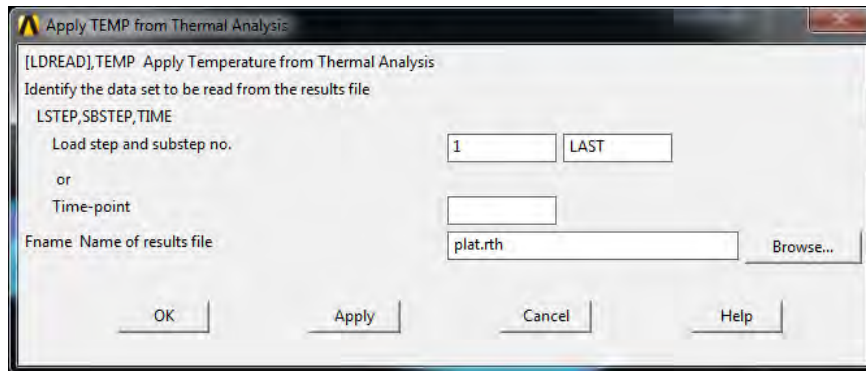 Apply TEMP from Thermal Analysis
[LDREAD],TEMP Apply Temperature from Thermal Analysis
Identify the data set to be read from the results file
LSTEP,SBSTEP,TIME
Load step and substep no. 1 LAST
or
Time-point
Fname Name of results file plat.rth Browse...
OK Apply Cancel Help